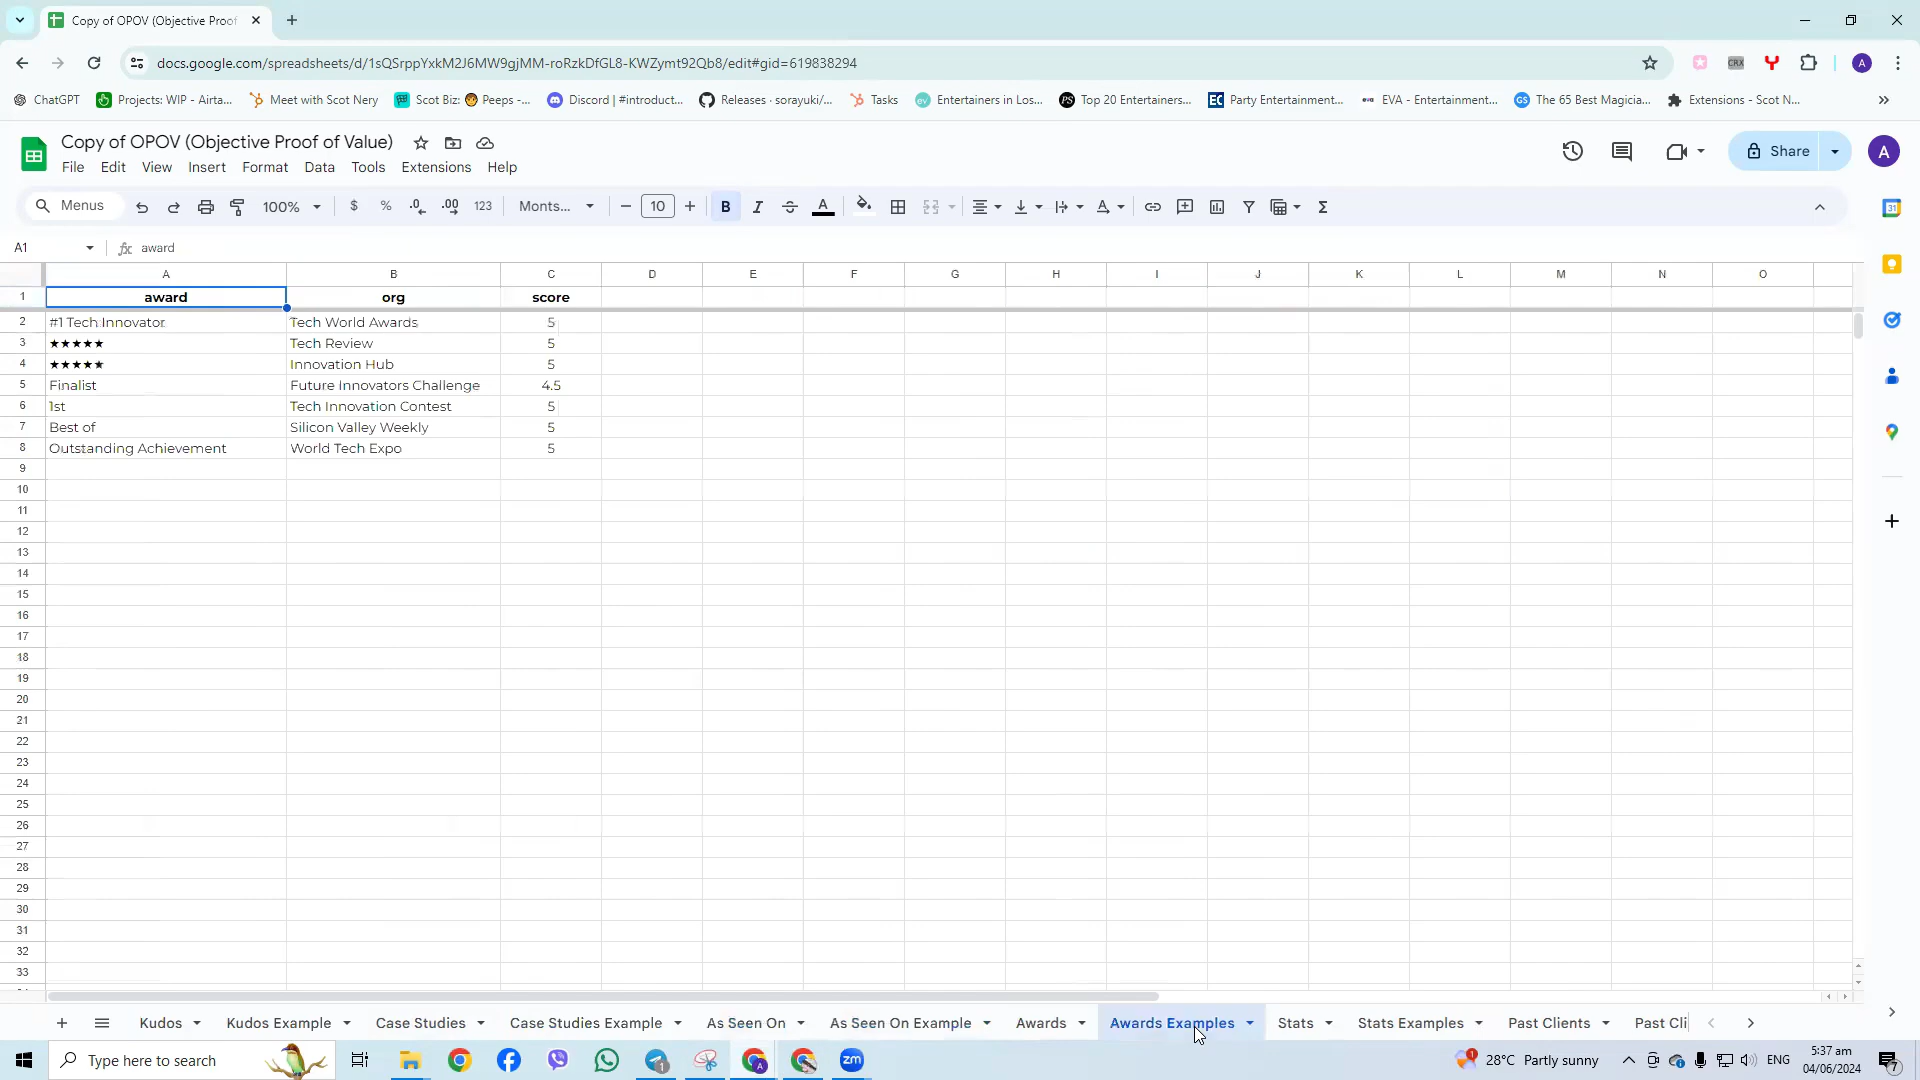 Copy of OPOV (Objective Proof
docs.google.com/spreadsheets/d/1sQSrppYxkM2J6MW9gjMM-roRzkDfGL8-KWZymt92Qb8/edit#gid=619838294
A
ChatGPT Projects: WIP - Airta... Meet with Scot Nery Scot Biz: Peeps -... Discord | #introduct... Releases · sorayuki/... Tasks Entertainers in Los... Top 20 Entertainers... Party Entertainment... EVA - Entertainment... The 65 Best Magicia... Extensions - Scot N...
Copy of OPOV (Objective Proof of Value)
File Edit View Insert Format Data Tools Extensions Help
Share
A
Menus 100% $ % .0 .00 123 Monts... 10 B I A Σ
A1 fx award
A B C D E F G H I J K L M N O
1 award org score
2 #1 Tech Innovator Tech World Awards 5
3 ★★★★★ Tech Review 5
4 ★★★★★ Innovation Hub 5
5 Finalist Future Innovators Challenge 4.5
6 1st Tech Innovation Contest 5
7 Best of Silicon Valley Weekly 5
8 Outstanding Achievement World Tech Expo 5
9
10
11
12
13
14
15
16
17
18
19
20
21
22
23
24
25
26
27
28
29
30
31
32
33
Kudos Kudos Example Case Studies Case Studies Example As Seen On As Seen On Example Awards Awards Examples Stats Stats Examples Past Clients Past Cli
Type here to search
zm
28°C Partly sunny
ENG
5:37 am
04/06/2024
7